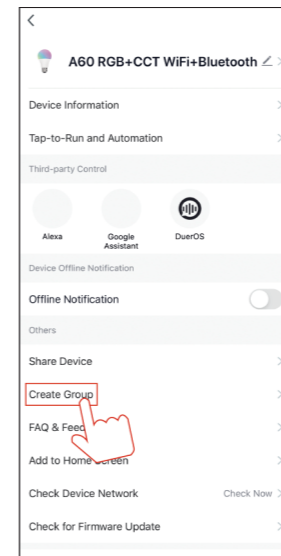 A60 RGB+CCT WiFi+Bluetooth
Device Information
Tap-to-Run and Automation
Third-party Control
Alexa
Google
Assistant
DuerOS
Device Offline Notification
Offline Notification
Others
Share Device
Create Group
FAQ & Feed
Add to Home Screen
Check Device Network Check Now
Check for Firmware Update